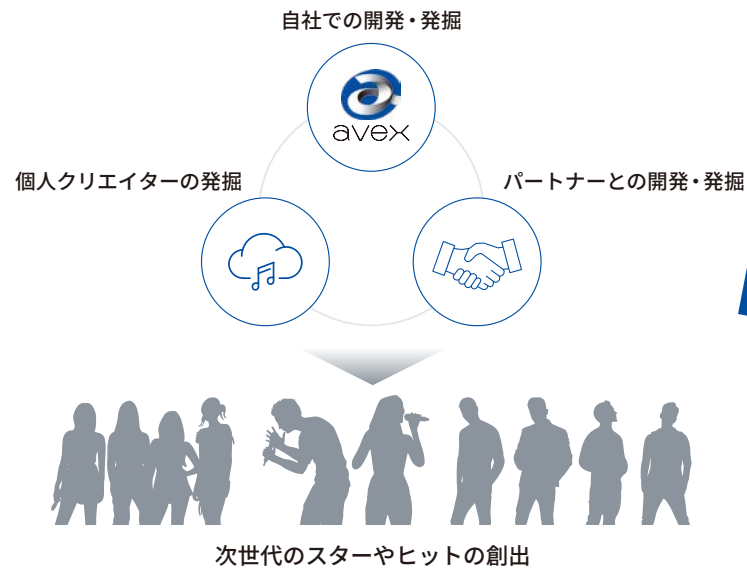 自社での開発・発掘
avex
個人クリエイターの発掘
パートナーとの開発・発掘
次世代のスターやヒットの創出